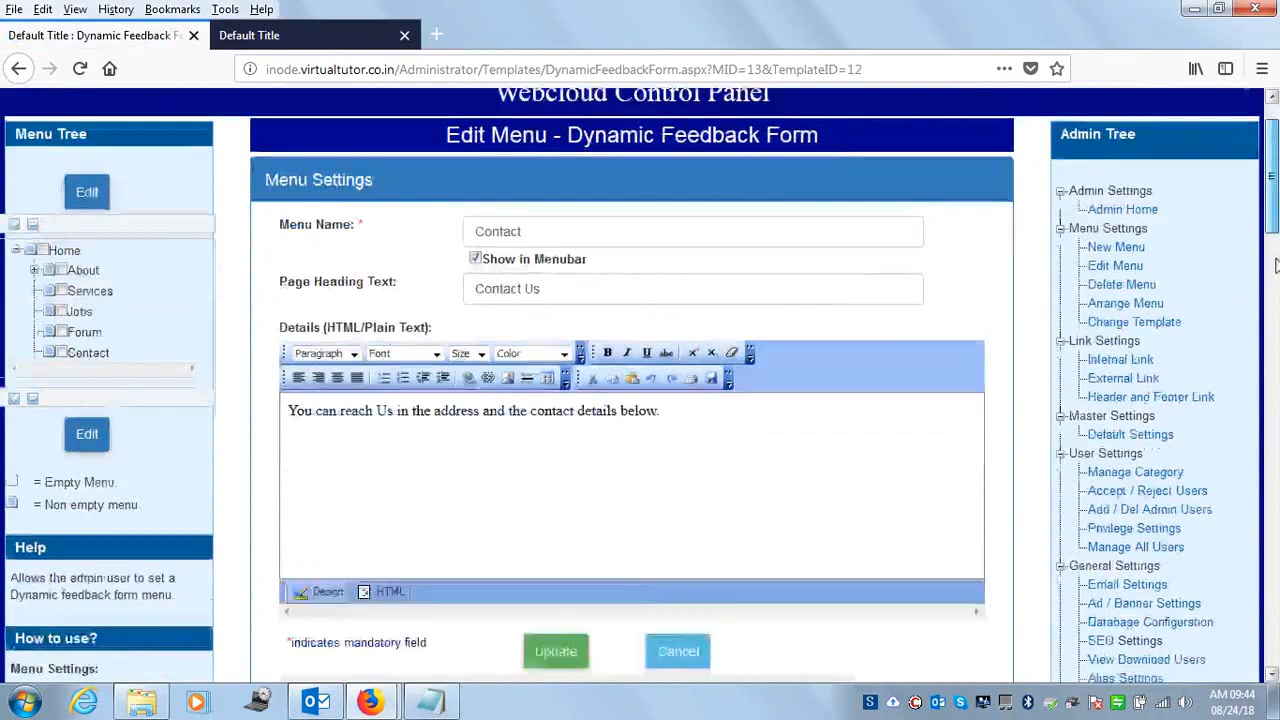 File Edit View History Bookmarks Tools Help
Default Title : Dynamic Feedback F
Default Title
inode.virtualtutor.co.in/Administrator/Templates/DynamicFeedbackForm.aspx?MID=13&TemplateID=12
Webcloud Control Panel
Menu Tree
Edit
Home
About
Services
Jobs
Forum
Contact
Edit
= Empty Menu.
= Non empty menu.
Help
Allows the admin user to set a
Dynamic feedback form menu.
How to use?
Menu Settings:
Edit Menu - Dynamic Feedback Form
Menu Settings
Menu Name: * Contact
Show in Menubar
Page Heading Text: Contact Us
Details (HTML/Plain Text):
Paragraph Font Size Color B I U abc
You can reach Us in the address and the contact details below.
Design HTML
*indicates mandatory field Update Cancel
Admin Tree
Admin Settings
Admin Home
Menu Settings
New Menu
Edit Menu
Delete Menu
Arrange Menu
Change Template
Link Settings
Internal Link
External Link
Header and Footer Link
Master Settings
Default Settings
User Settings
Manage Category
Accept / Reject Users
Add / Del Admin Users
Privilege Settings
Manage All Users
General Settings
Email Settings
Ad / Banner Settings
Database Configuration
SEO Settings
View Download Users
Alias Settings
AM 09:44
08/24/18